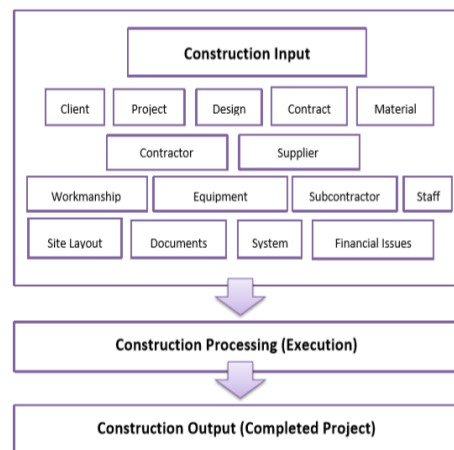 Construction Input
Client Project Design Contract Material
Contractor Supplier
Workmanship Equipment Subcontractor Staff
Site Layout Documents System Financial Issues
Construction Processing (Execution)
Construction Output (Completed Project)